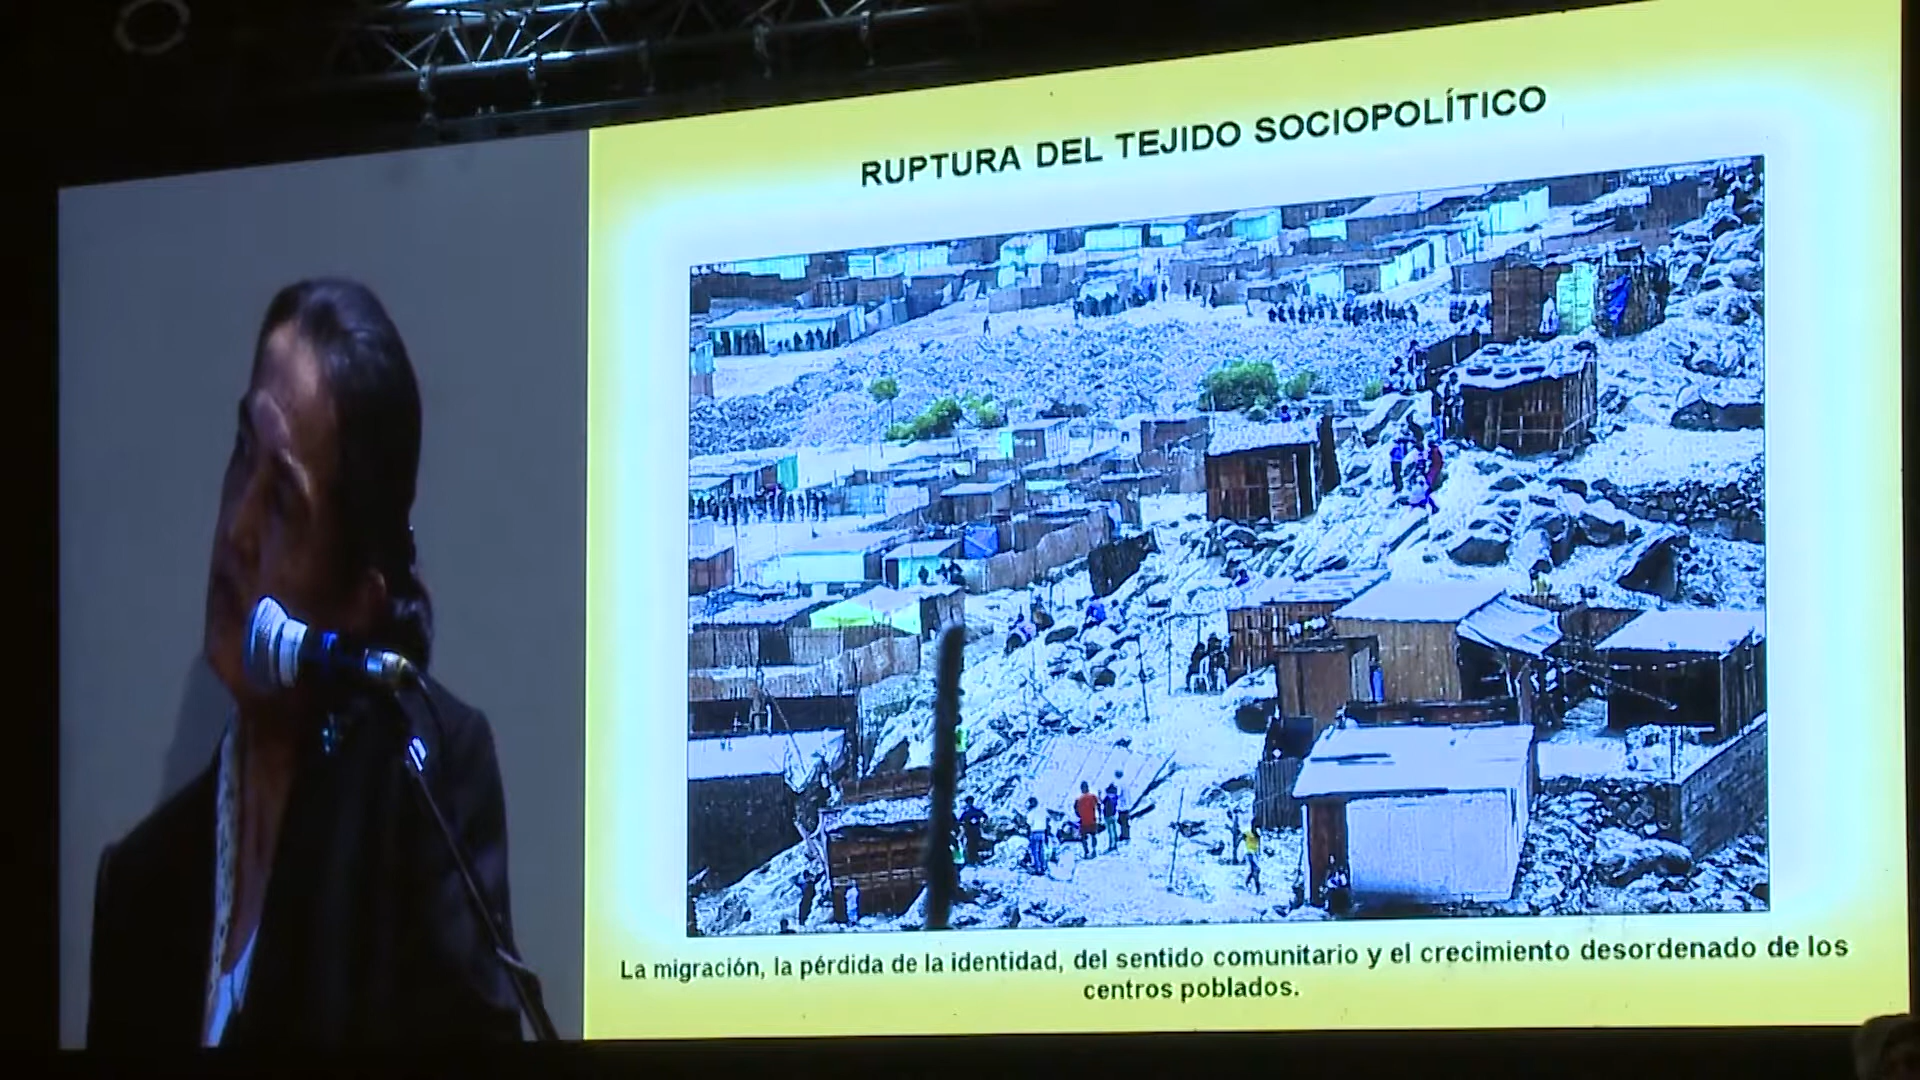 RUPTURA DEL TEJIDO SOCIOPOLÍTICO
La migración, la pérdida de la identidad, del sentido comunitario y el crecimiento desordenado de los
centros poblados.